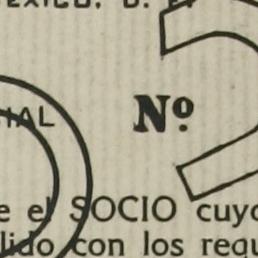 MEXICO, D. F.
IAL Nº
e el SOCIO cuyo
lido con los requ